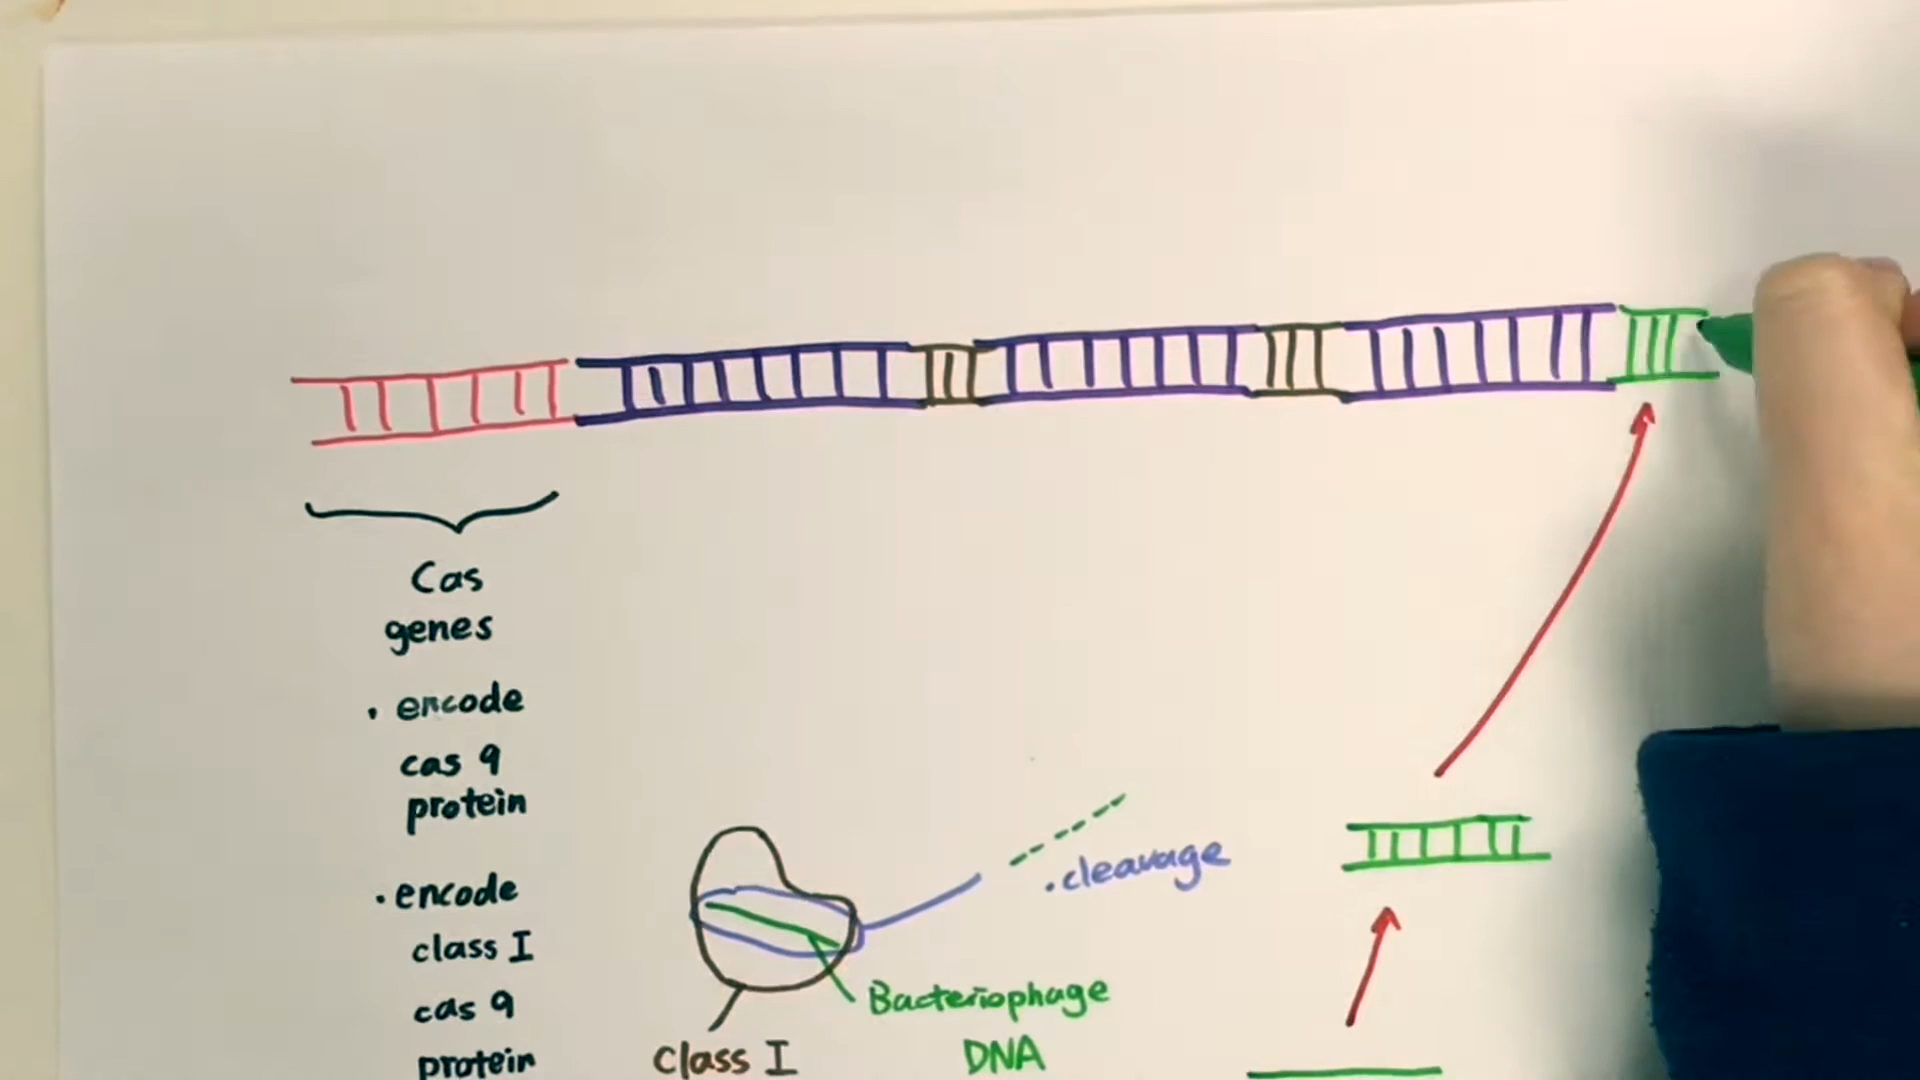 Cas
genes
• encode
cas 9
protein
• encode
class I
cas 9
protein
• cleavage
Bacteriophage
DNA
Class I